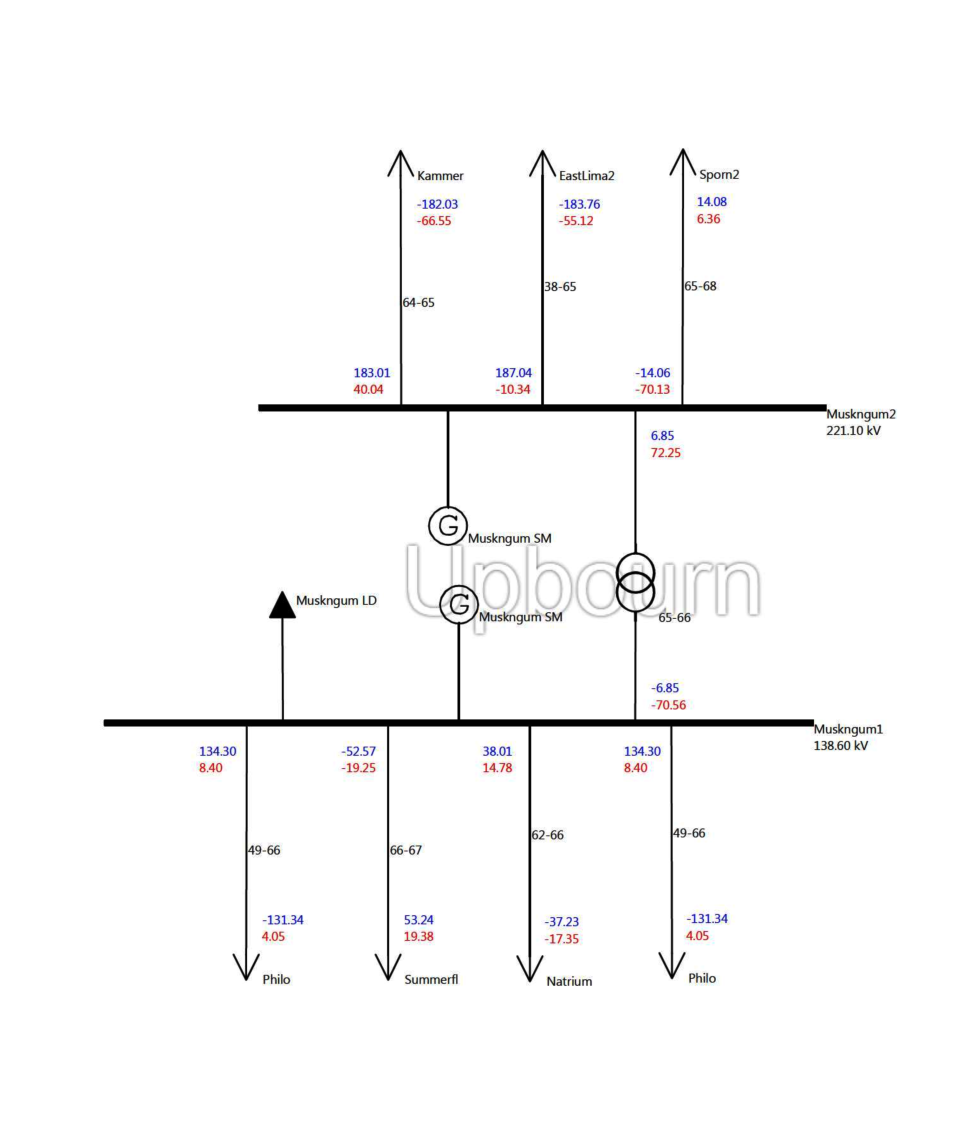 Kammer
EastLima2
Sporn2
-182.03
-66.55
-183.76
-55.12
14.08
6.36
64-65
38-65
65-68
183.01
40.04
187.04
-10.34
-14.06
-70.13
Muskngum2
221.10 kV
6.85
72.25
G
Muskngum SM
Upbourn
Muskngum LD
G
Muskngum SM
65-66
-6.85
-70.56
Muskngum1
138.60 kV
134.30
8.40
-52.57
-19.25
38.01
14.78
134.30
8.40
49-66
66-67
62-66
49-66
-131.34
4.05
53.24
19.38
-37.23
-17.35
-131.34
4.05
Philo
Summerfl
Natrium
Philo